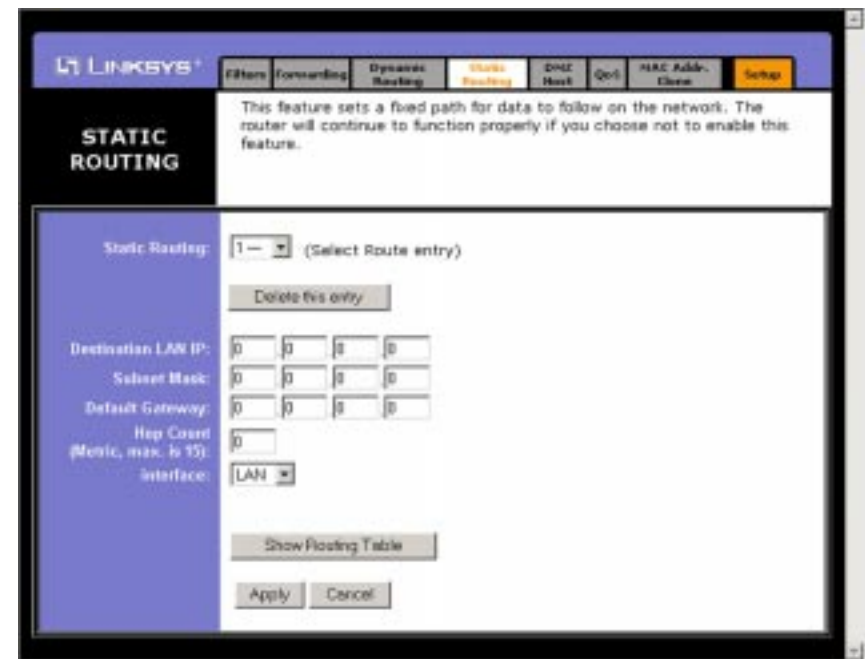 LINKSYS®
Filters Forwarding Dynamic Routing Static Routing DMZ Host QoS MAC Addr. Clone Setup
STATIC ROUTING
This feature sets a fixed path for data to follow on the network. The
router will continue to function properly if you choose not to enable this
feature.
Static Routing: 1 — (Select Route entry)
Delete this entry
Destination LAN IP: 0 . 0 . 0 . 0
Subnet Mask: 0 . 0 . 0 . 0
Default Gateway: 0 . 0 . 0 . 0
Hop Count
(Metric, max. is 15): 0
interface: LAN
Show Routing Table
Apply Cancel